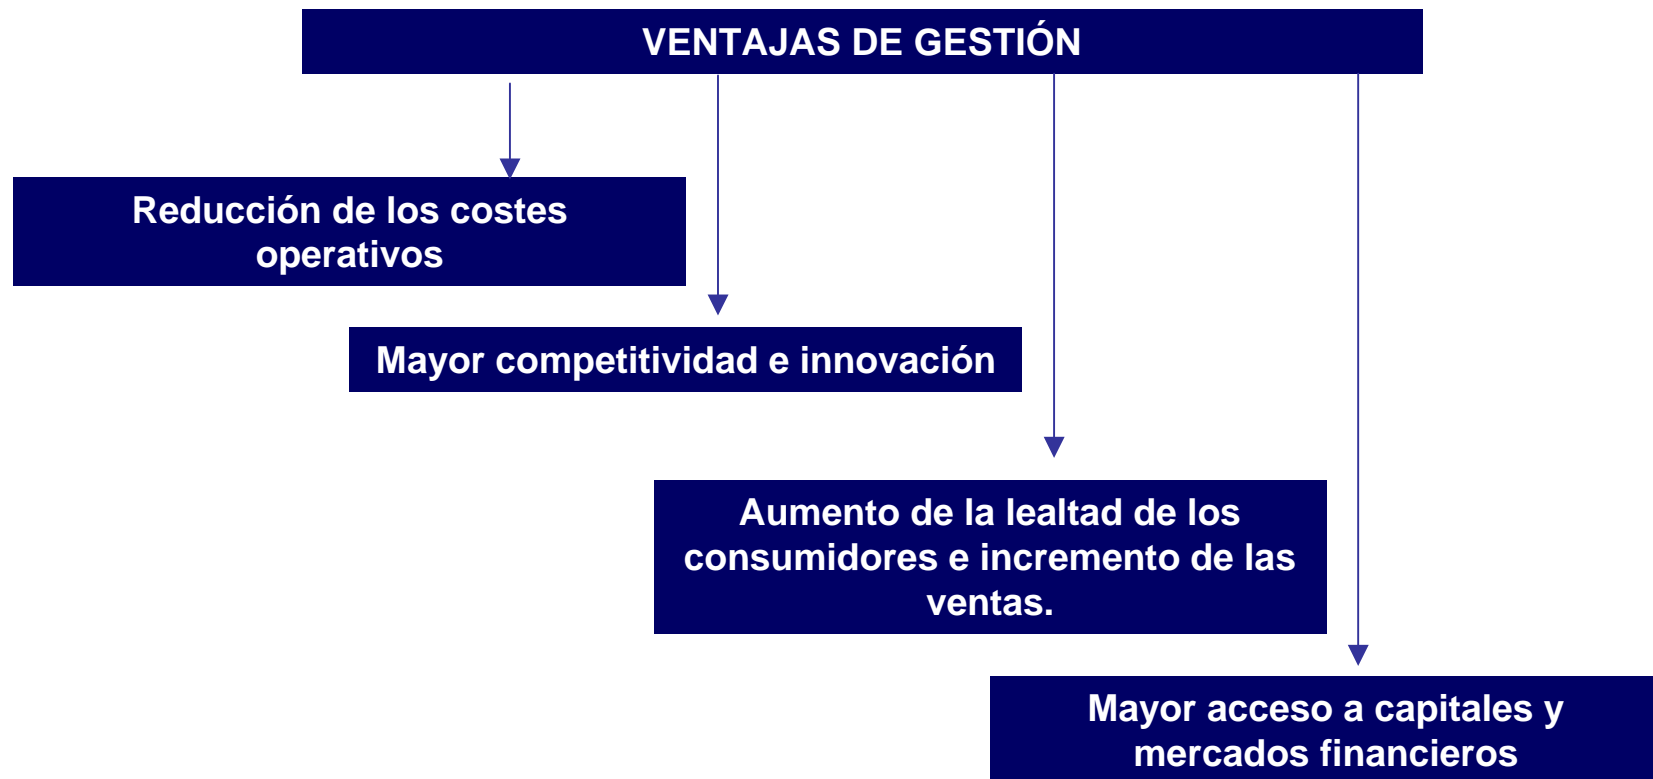 VENTAJAS DE GESTIÓN
Reducción de los costes
operativos
Mayor competitividad e innovación
Aumento de la lealtad de los
consumidores e incremento de las
ventas.
Mayor acceso a capitales y
mercados financieros